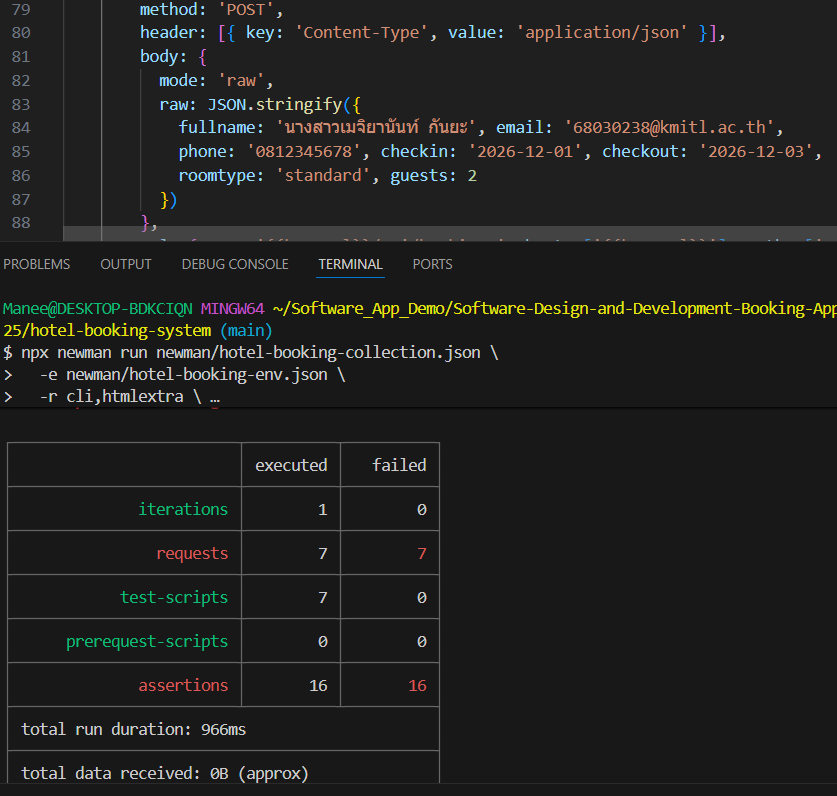 79 method: 'POST',
80 header: [{ key: 'Content-Type', value: 'application/json' }],
81 body: {
82 mode: 'raw',
83 raw: JSON.stringify({
84 fullname: 'นางสาวเมจิยานันท์ กันยะ', email: '68030238@kmitl.ac.th',
85 phone: '0812345678', checkin: '2026-12-01', checkout: '2026-12-03',
86 roomtype: 'standard', guests: 2
87 })
88 },
PROBLEMS OUTPUT DEBUG CONSOLE TERMINAL PORTS
Manee@DESKTOP-BDKCIQN MINGW64 ~/Software_App_Demo/Software-Design-and-Development-Booking-App
25/hotel-booking-system (main)
$ npx newman run newman/hotel-booking-collection.json \
> -e newman/hotel-booking-env.json \
> -r cli,htmlextra \ …
executed failed
iterations 1 0
requests 7 7
test-scripts 7 0
prerequest-scripts 0 0
assertions 16 16
total run duration: 966ms
total data received: 0B (approx)